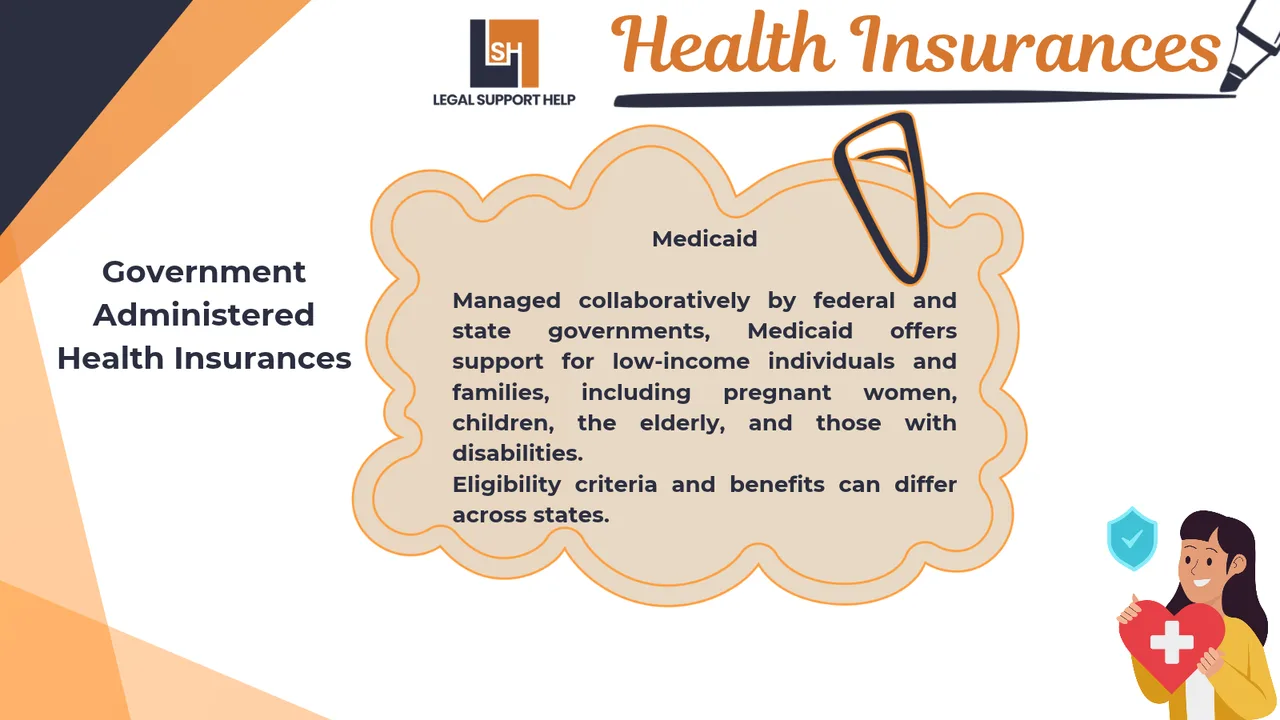 SH
LEGAL SUPPORT HELP
Health Insurances
Government
Administered
Health Insurances
Medicaid
Managed collaboratively by federal and
state governments, Medicaid offers
support for low-income individuals and
families, including pregnant women,
children, the elderly, and those with
disabilities.
Eligibility criteria and benefits can differ
across states.